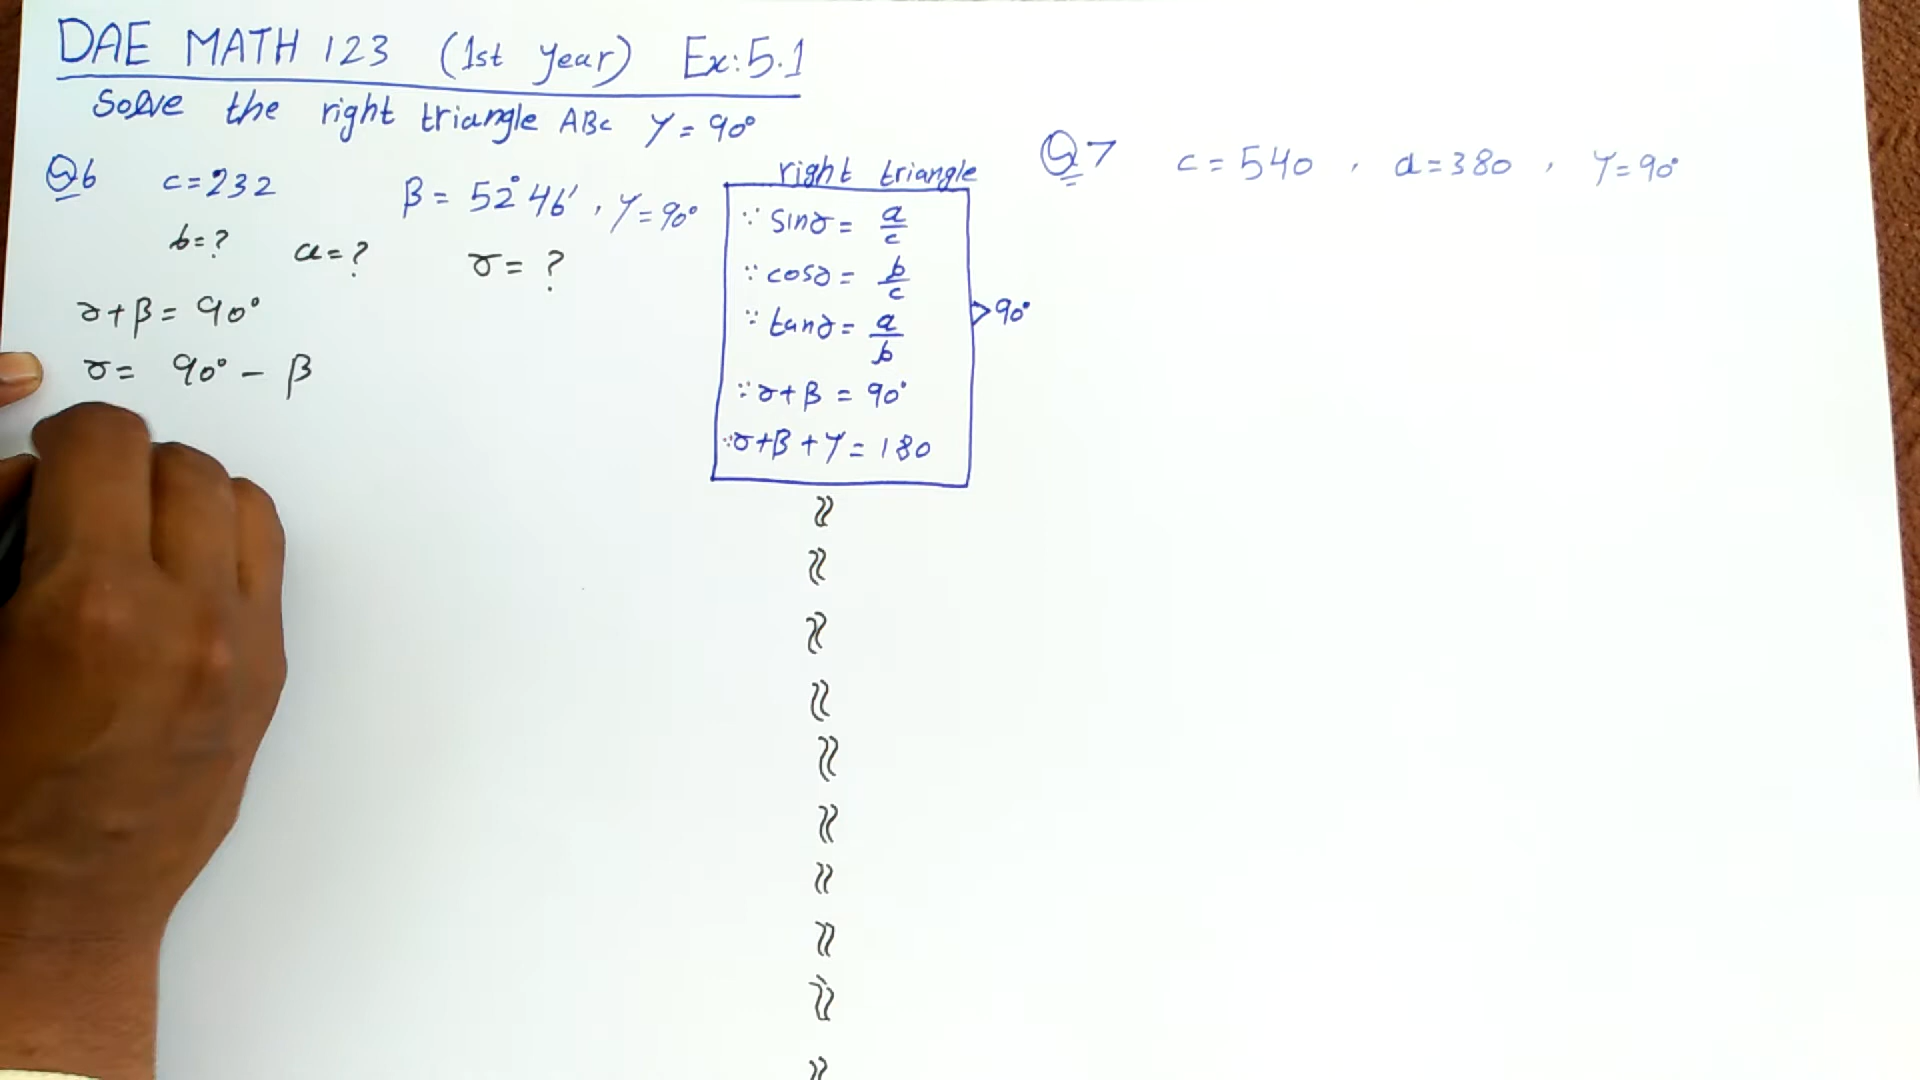 DAE MATH 123 (1st year) Ex: 5.1
Solve the right triangle ABC γ = 90°
Q6 c = 232 β = 52° 46′ , γ = 90°
b = ? a = ? α = ?
α + β = 90°
α = 90° - β
right triangle
∵ sinα = a/c
∵ cosα = b/c
∵ tanα = a/b
∵ α + β = 90°
∵ α + β + γ = 180
> 90°
Q7 c = 540 , a = 380 , γ = 90°